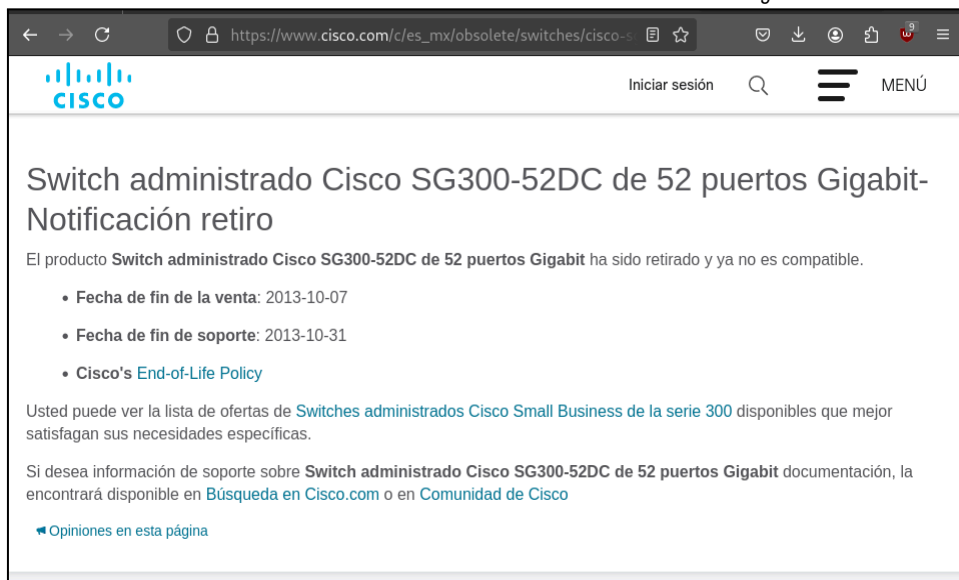 https://www.cisco.com/c/es_mx/obsolete/switches/cisco-s
9
CISCO
Iniciar sesión
MENÚ
Switch administrado Cisco SG300-52DC de 52 puertos Gigabit-
Notificación retiro
El producto Switch administrado Cisco SG300-52DC de 52 puertos Gigabit ha sido retirado y ya no es compatible.
• Fecha de fin de la venta: 2013-10-07
• Fecha de fin de soporte: 2013-10-31
• Cisco's End-of-Life Policy
Usted puede ver la lista de ofertas de Switches administrados Cisco Small Business de la serie 300 disponibles que mejor
satisfagan sus necesidades específicas.
Si desea información de soporte sobre Switch administrado Cisco SG300-52DC de 52 puertos Gigabit documentación, la
encontrará disponible en Búsqueda en Cisco.com o en Comunidad de Cisco
Opiniones en esta página